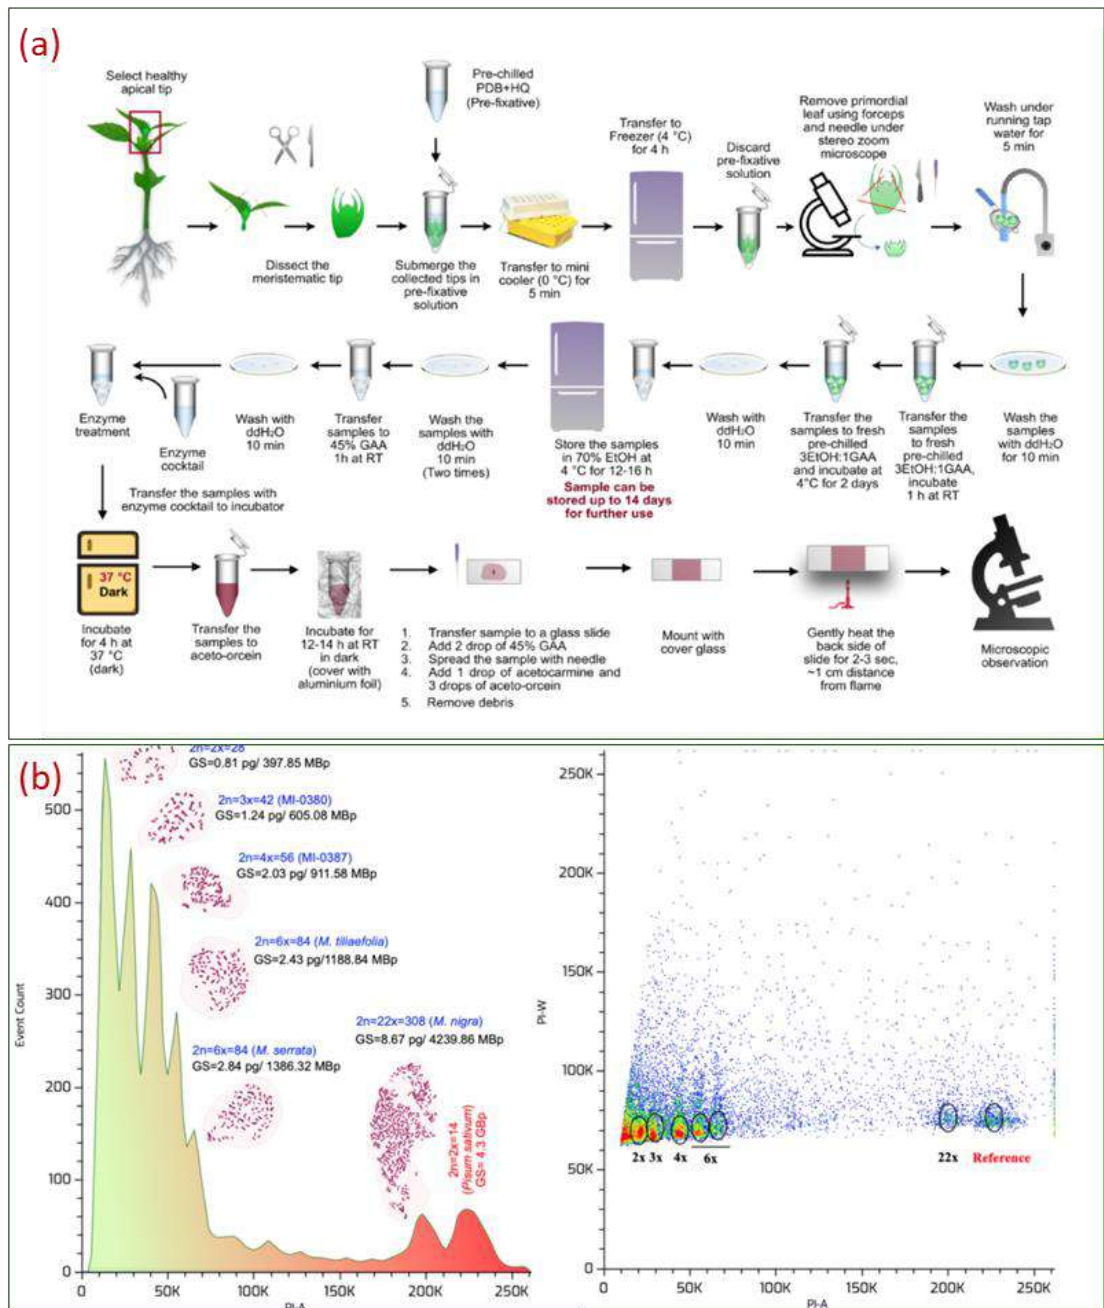 (a)
Select healthy
apical tip
Pre-chilled
PDB+HQ
(Pre-fixative)
Dissect the
meristematic tip
Submerge the
collected tips in
pre-fixative
solution
Transfer to mini
cooler (0 °C) for
5 min
Transfer to
Freezer (4 °C)
for 4 h
Discard
pre-fixative
solution
Remove primordial
leaf using forceps
and needle under
stereo zoom
microscope
Wash under
running tap
water for
5 min
Wash the
samples
with ddH₂O
for 10 min
Transfer the
samples
to fresh
pre-chilled
3EtOH:1GAA,
incubate
1 h at RT
Transfer the
samples to fresh
pre-chilled
3EtOH:1GAA
and incubate at
4°C for 2 days
Wash with
ddH₂O
10 min
Store the samples
in 70% EtOH at
4 °C for 12-16 h
Sample can be
stored up to 14 days
for further use
Wash the
samples with
ddH₂O
10 min
(Two times)
Transfer
samples to
45% GAA
1h at RT
Wash with
ddH₂O
10 min
Enzyme
treatment
Enzyme
cocktail
Transfer the samples with
enzyme cocktail to incubator
37 °C
Dark
Incubate
for 4 h at
37 °C
(dark)
Transfer the
samples to
aceto-orcein
Incubate for
12-14 h at RT
in dark
(cover with
aluminium foil)
1. Transfer sample to a glass slide
2. Add 2 drop of 45% GAA
3. Spread the sample with needle
4. Add 1 drop of acetocarmine and
3 drops of aceto-orcein
5. Remove debris
Mount with
cover glass
Gently heat the
back side of
slide for 2-3 sec,
~1 cm distance
from flame
Microscopic
observation
(b)
2n=2x=28
GS=0.81 pg/ 397.85 MBp
2n=3x=42 (MI-0380)
GS=1.24 pg/ 605.08 MBp
2n=4x=56 (MI-0387)
GS=2.03 pg/ 911.58 MBp
2n=6x=84 (M. tiliaefolia)
GS=2.43 pg/1188.84 MBp
2n=6x=84 (M. serrata)
GS=2.84 pg/ 1386.32 MBp
2n=22x=308 (M. nigra)
GS=8.67 pg/ 4239.86 MBp
2n=2x=14
(Pisum sativum)
GS= 4.3 GBp
Event Count
500
400
300
200
100
0
0 50K 100K 150K 200K 250K
PI-A
PI-W
250K
200K
150K
100K
50K
0
2x 3x 4x 6x 22x Reference
0 50K 100K 150K 200K 250K
PI-A